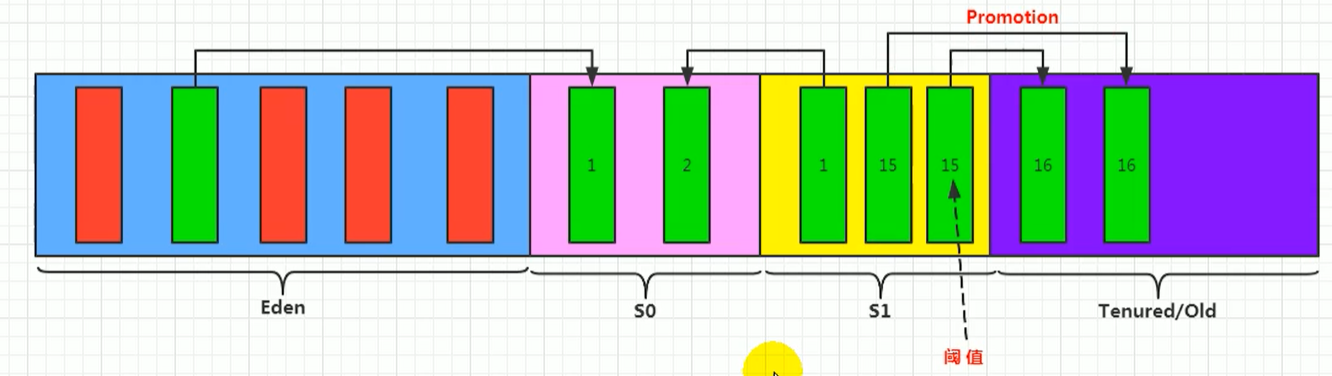 Promotion
1
2
1
15
15
16
16
Eden
S0
S1
Tenured/Old
阈值